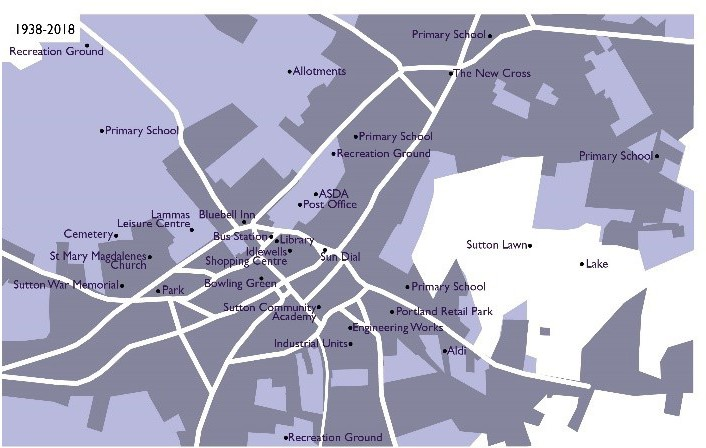 1938-2018
Primary School
Recreation Ground
Allotments
The New Cross
Primary School
Primary School
Recreation Ground
Primary School
ASDA
Post Office
Lammas
Leisure Centre
Bluebell Inn
Cemetery
Bus Station
Library
Idlewells
Shopping Centre
Sun Dial
Sutton Lawn
St Mary Magdalenes
Church
Lake
Sutton War Memorial
Park
Bowling Green
Primary School
Sutton Community
Academy
Portland Retail Park
Engineering Works
Industrial Units
Aldi
Recreation Ground